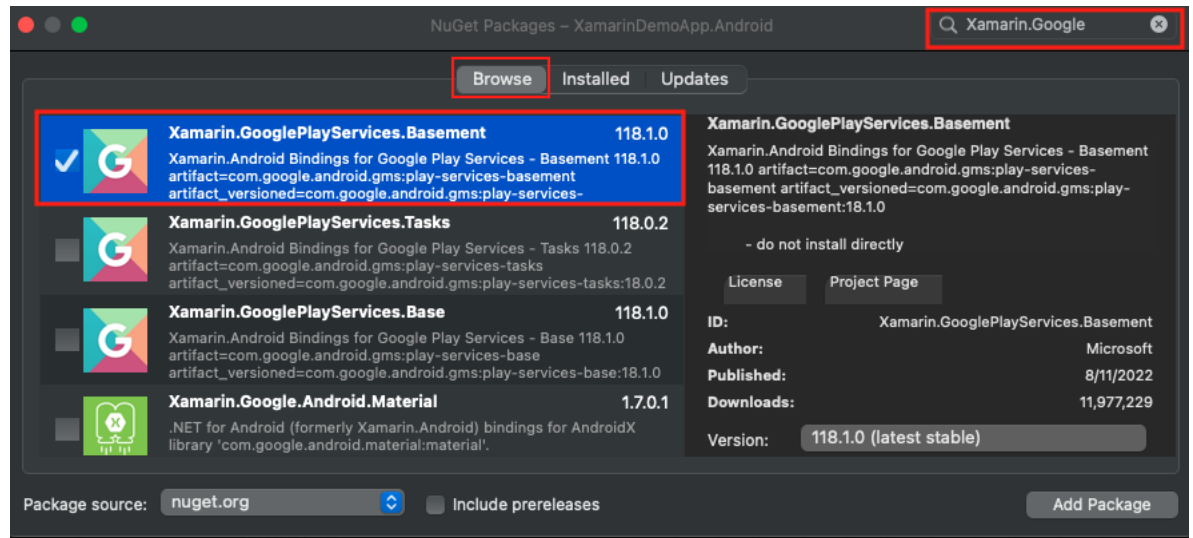 NuGet Packages – XamarinDemoApp.Android
Xamarin.Google
Browse
Installed
Updates
Xamarin.GooglePlayServices.Basement 118.1.0
Xamarin.Android Bindings for Google Play Services - Basement 118.1.0
artifact=com.google.android.gms:play-services-basement
artifact_versioned=com.google.android.gms:play-services-
Xamarin.GooglePlayServices.Tasks 118.0.2
Xamarin.Android Bindings for Google Play Services - Tasks 118.0.2
artifact=com.google.android.gms:play-services-tasks
artifact_versioned=com.google.android.gms:play-services-tasks:18.0.2
Xamarin.GooglePlayServices.Base 118.1.0
Xamarin.Android Bindings for Google Play Services - Base 118.1.0
artifact=com.google.android.gms:play-services-base
artifact_versioned=com.google.android.gms:play-services-base:18.1.0
Xamarin.Google.Android.Material 1.7.0.1
.NET for Android (formerly Xamarin.Android) bindings for AndroidX
library 'com.google.android.material:material'.
Xamarin.GooglePlayServices.Basement
Xamarin.Android Bindings for Google Play Services - Basement
118.1.0 artifact=com.google.android.gms:play-services-
basement artifact_versioned=com.google.android.gms:play-
services-basement:18.1.0
- do not install directly
License
Project Page
ID: Xamarin.GooglePlayServices.Basement
Author: Microsoft
Published: 8/11/2022
Downloads: 11,977,229
Version: 118.1.0 (latest stable)
Package source: nuget.org
Include prereleases
Add Package